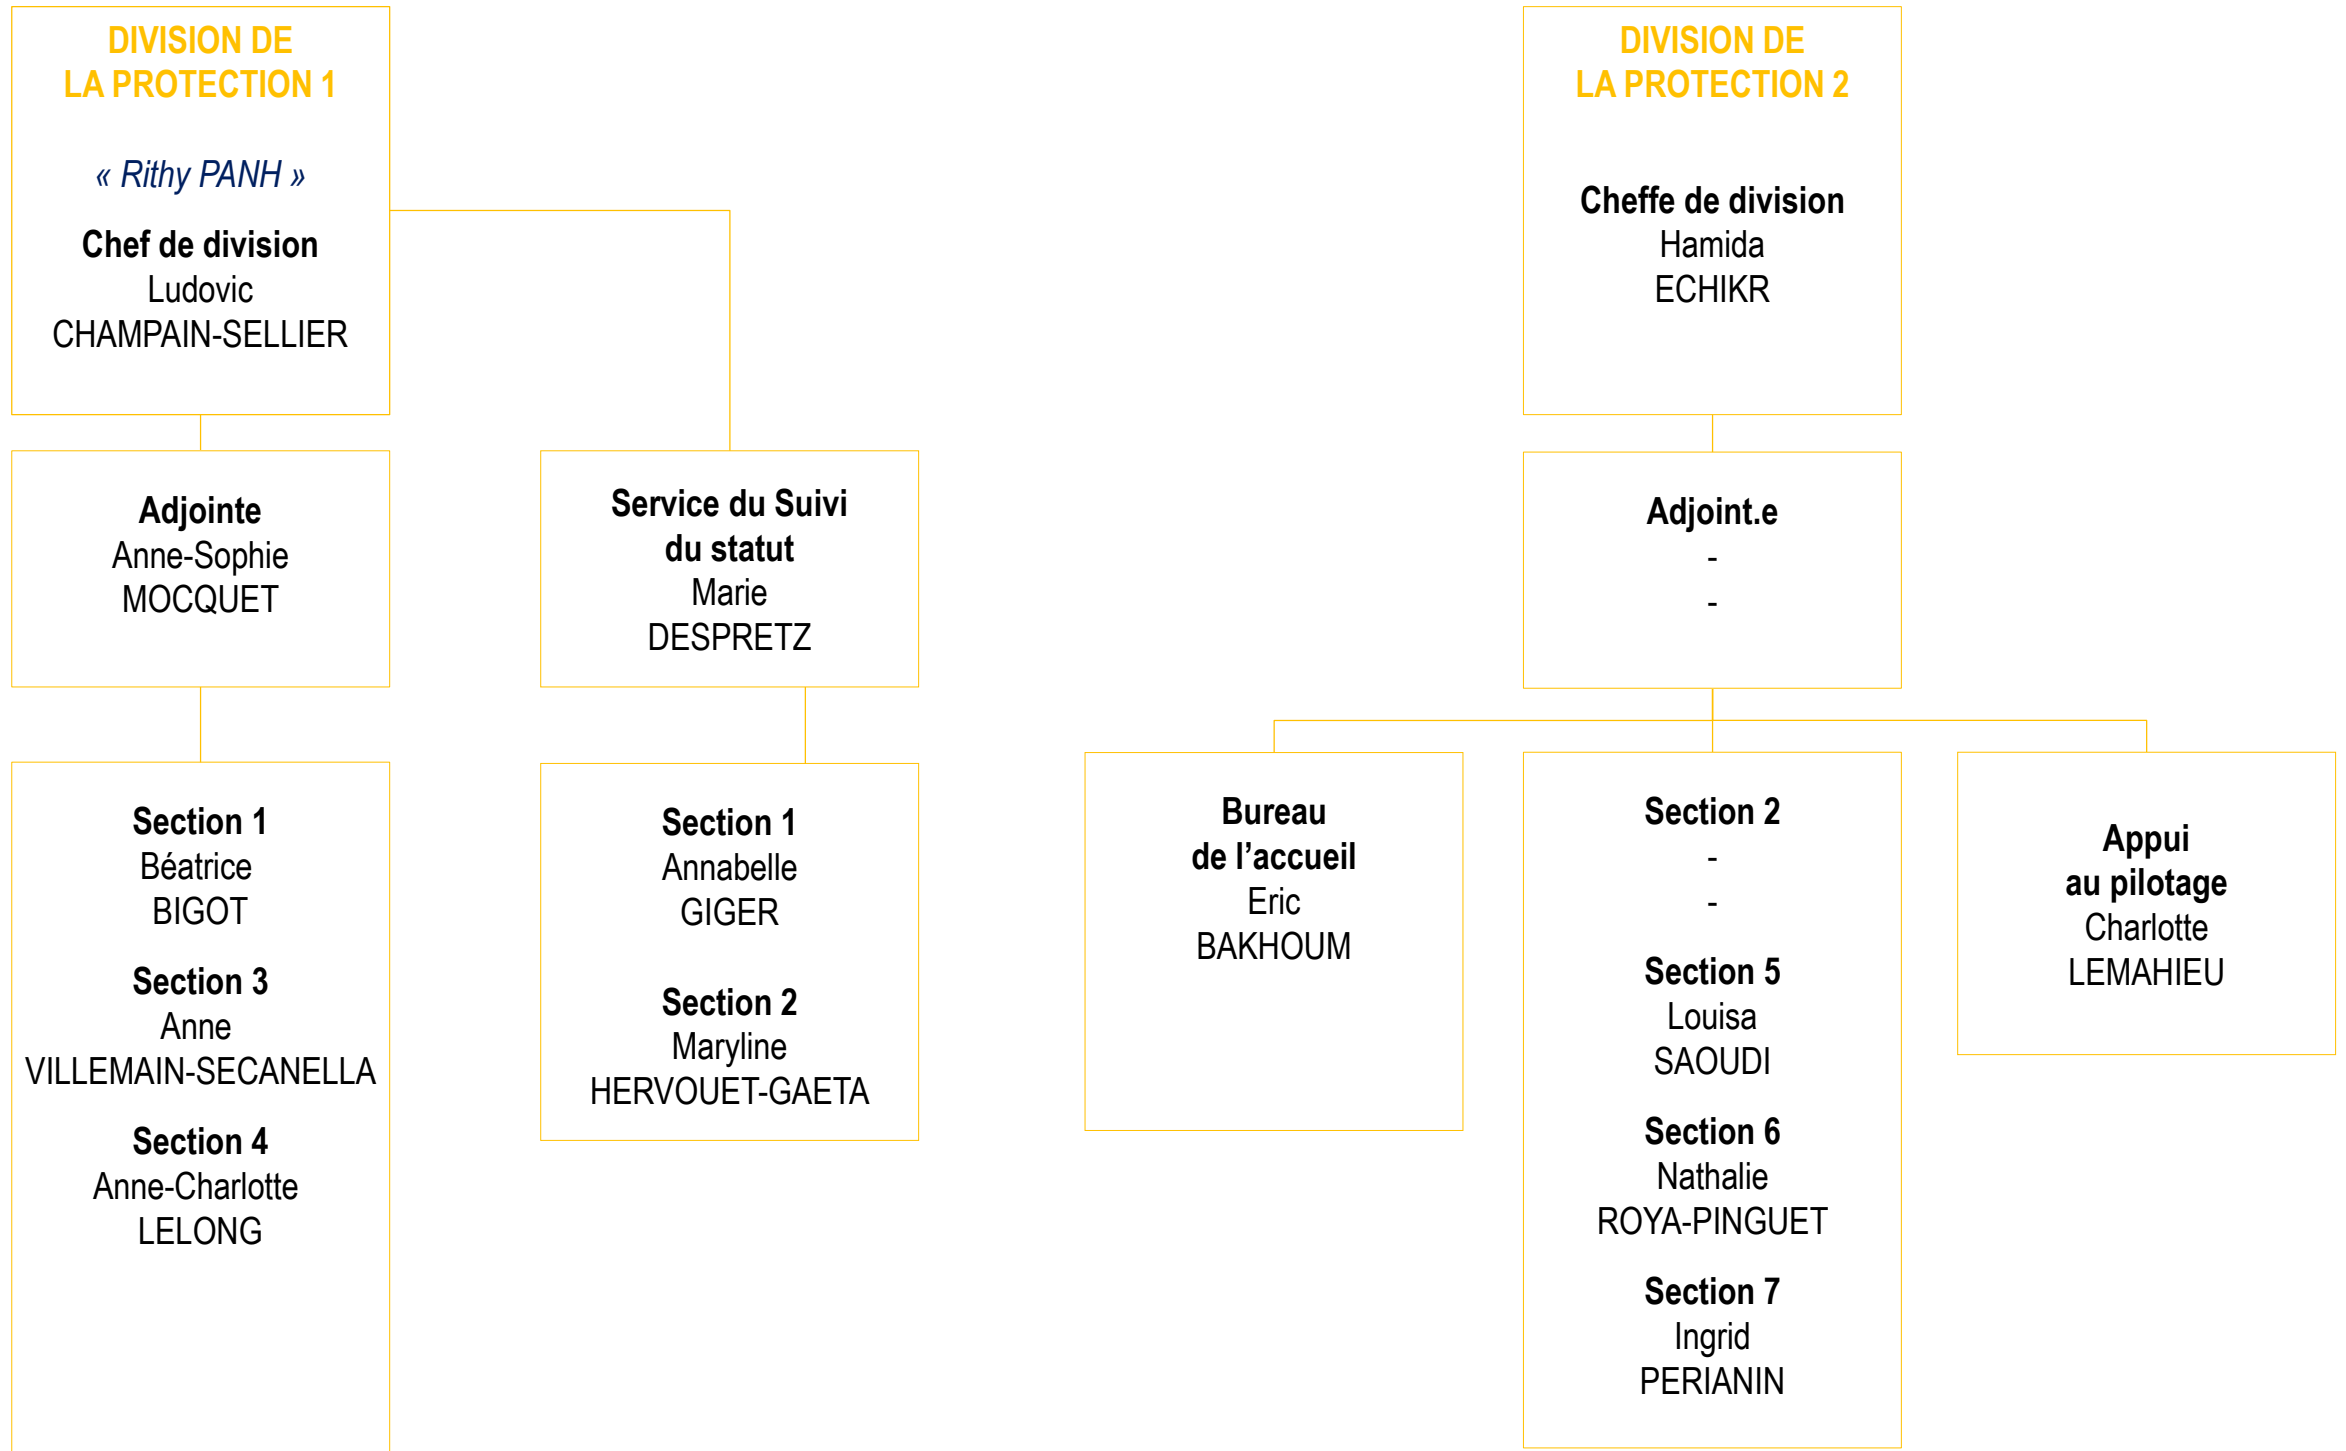 DIVISION DE
LA PROTECTION 1
« Rithy PANH »
Chef de division
Ludovic
CHAMPAIN-SELLIER
Adjointe
Anne-Sophie
MOCQUET
Section 1
Béatrice
BIGOT
Section 3
Anne
VILLEMAIN-SECANELLA
Section 4
Anne-Charlotte
LELONG
Service du Suivi
du statut
Marie
DESPRETZ
Section 1
Annabelle
GIGER
Section 2
Maryline
HERVOUET-GAETA
DIVISION DE
LA PROTECTION 2
Cheffe de division
Hamida
ECHIKR
Adjoint.e
-
-
Bureau
de l’accueil
Eric
BAKHOUM
Section 2
-
-
Section 5
Louisa
SAOUDI
Section 6
Nathalie
ROYA-PINGUET
Section 7
Ingrid
PERIANIN
Appui
au pilotage
Charlotte
LEMAHIEU